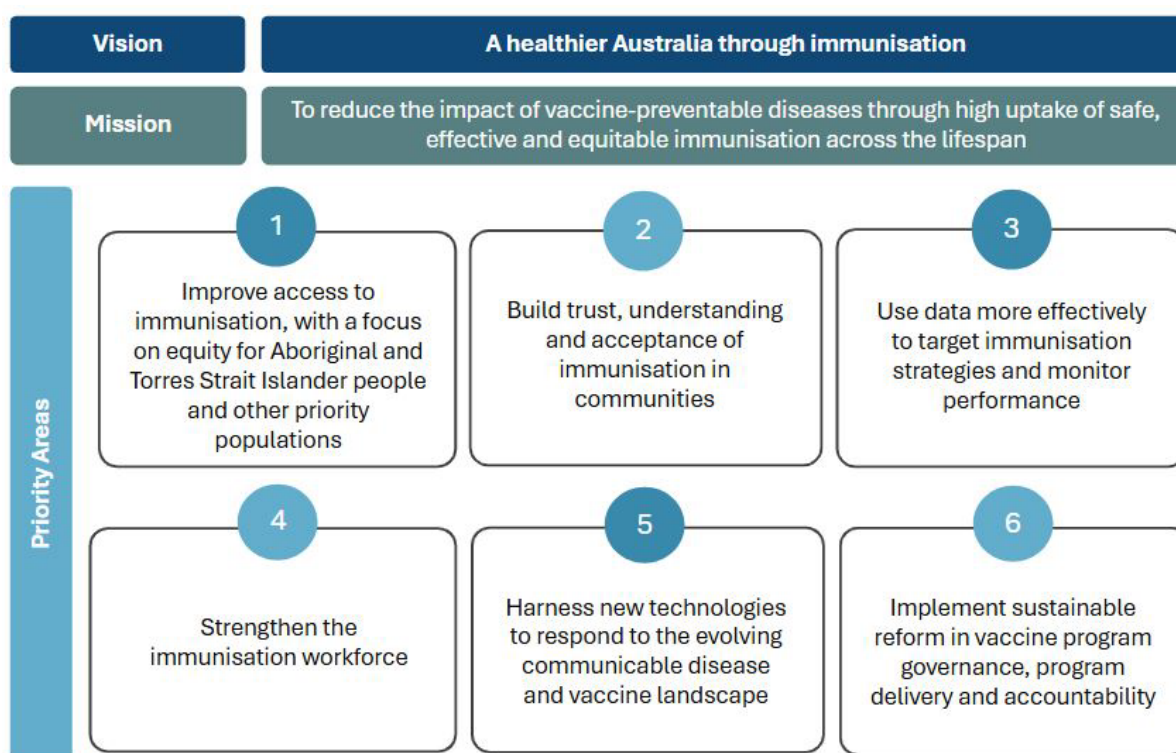 Vision
A healthier Australia through immunisation
Mission
To reduce the impact of vaccine-preventable diseases through high uptake of safe,
effective and equitable immunisation across the lifespan
Priority Areas
1
Improve access to
immunisation, with a focus
on equity for Aboriginal and
Torres Strait Islander people
and other priority
populations
2
Build trust, understanding
and acceptance of
immunisation in
communities
3
Use data more effectively
to target immunisation
strategies and monitor
performance
4
Strengthen the
immunisation workforce
5
Harness new technologies
to respond to the evolving
communicable disease
and vaccine landscape
6
Implement sustainable
reform in vaccine program
governance, program
delivery and accountability